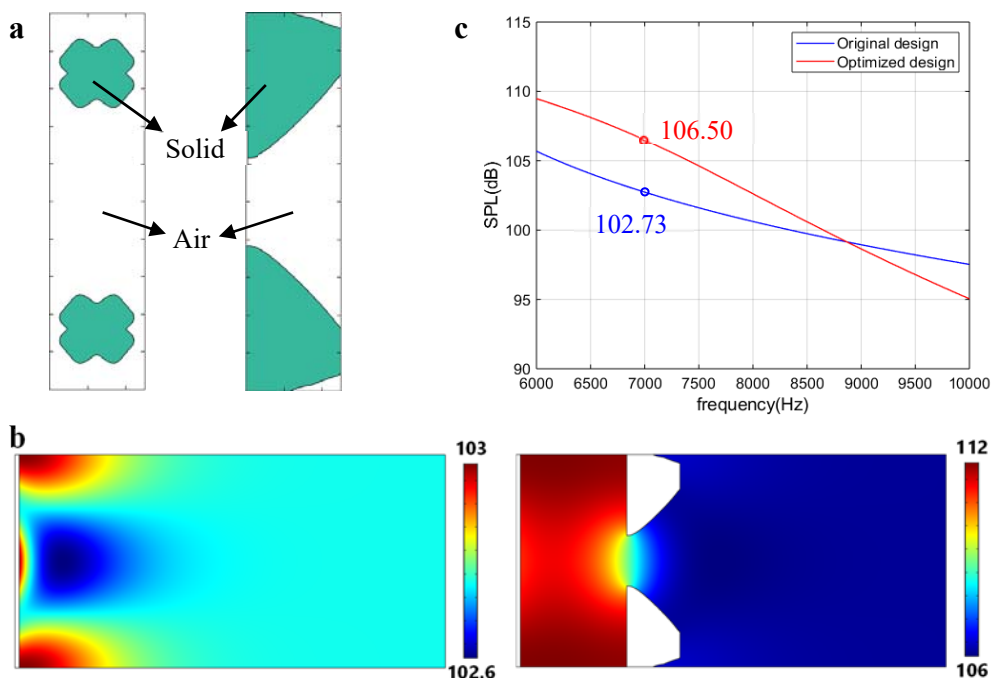 a
Solid
Air
c
SPL(dB)
115
110
105
100
95
90
Original design
Optimized design
106.50
102.73
6000 6500 7000 7500 8000 8500 9000 9500 10000
frequency(Hz)
b
103
102.6
112
106